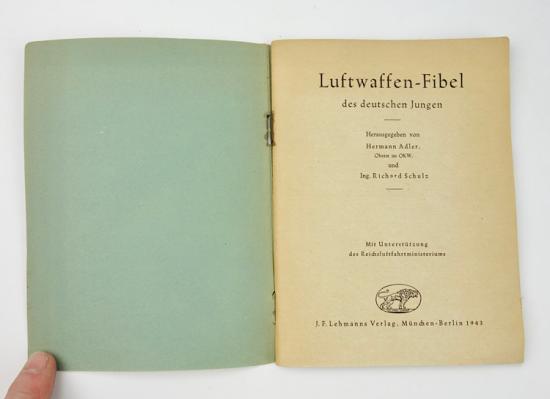 Luftwaffen-Fibel
des deutschen Jungen
Herausgegeben von
Hermann Adler,
Oberst im OKW.
und
Ing. Richard Schulz
Mit Unterstützung
des Reichsluftfahrtministeriums
J. F. Lehmanns Verlag, München-Berlin 1943